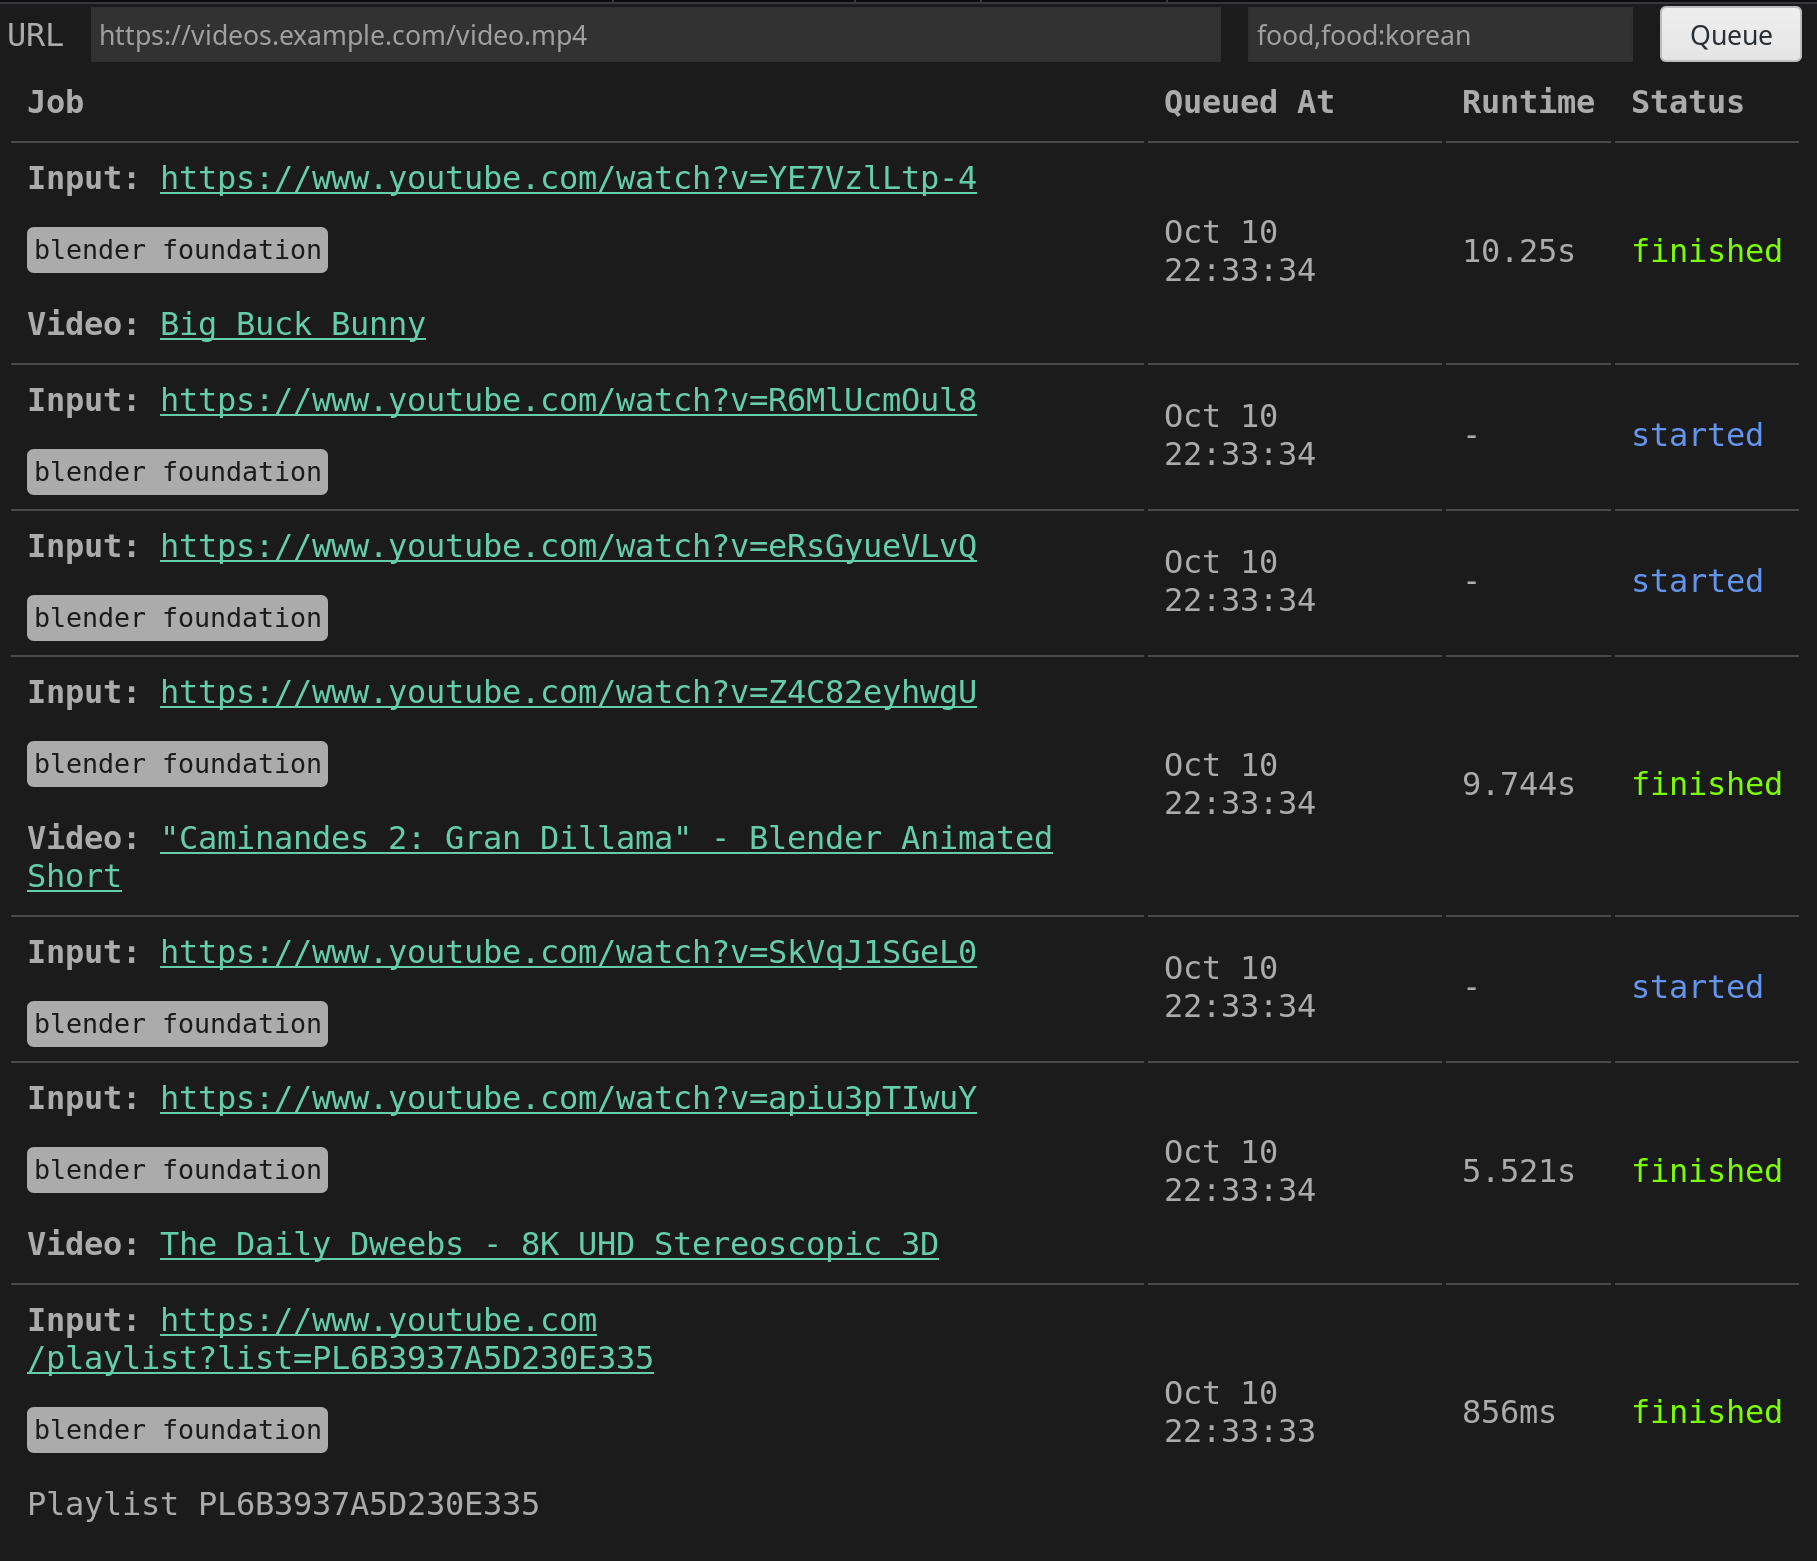 URL https://videos.example.com/video.mp4 food,food:korean Queue
Job Queued At Runtime Status
Input: https://www.youtube.com/watch?v=YE7VzlLtp-4
blender foundation
Video: Big Buck Bunny
Oct 10
22:33:34
10.25s
finished
Input: https://www.youtube.com/watch?v=R6MlUcmOul8
blender foundation
Oct 10
22:33:34
-
started
Input: https://www.youtube.com/watch?v=eRsGyueVLvQ
blender foundation
Oct 10
22:33:34
-
started
Input: https://www.youtube.com/watch?v=Z4C82eyhwgU
blender foundation
Video: "Caminandes 2: Gran Dillama" - Blender Animated
Short
Oct 10
22:33:34
9.744s
finished
Input: https://www.youtube.com/watch?v=SkVqJ1SGeL0
blender foundation
Oct 10
22:33:34
-
started
Input: https://www.youtube.com/watch?v=apiu3pTIwuY
blender foundation
Video: The Daily Dweebs - 8K UHD Stereoscopic 3D
Oct 10
22:33:34
5.521s
finished
Input: https://www.youtube.com
/playlist?list=PL6B3937A5D230E335
blender foundation
Playlist PL6B3937A5D230E335
Oct 10
22:33:33
856ms
finished